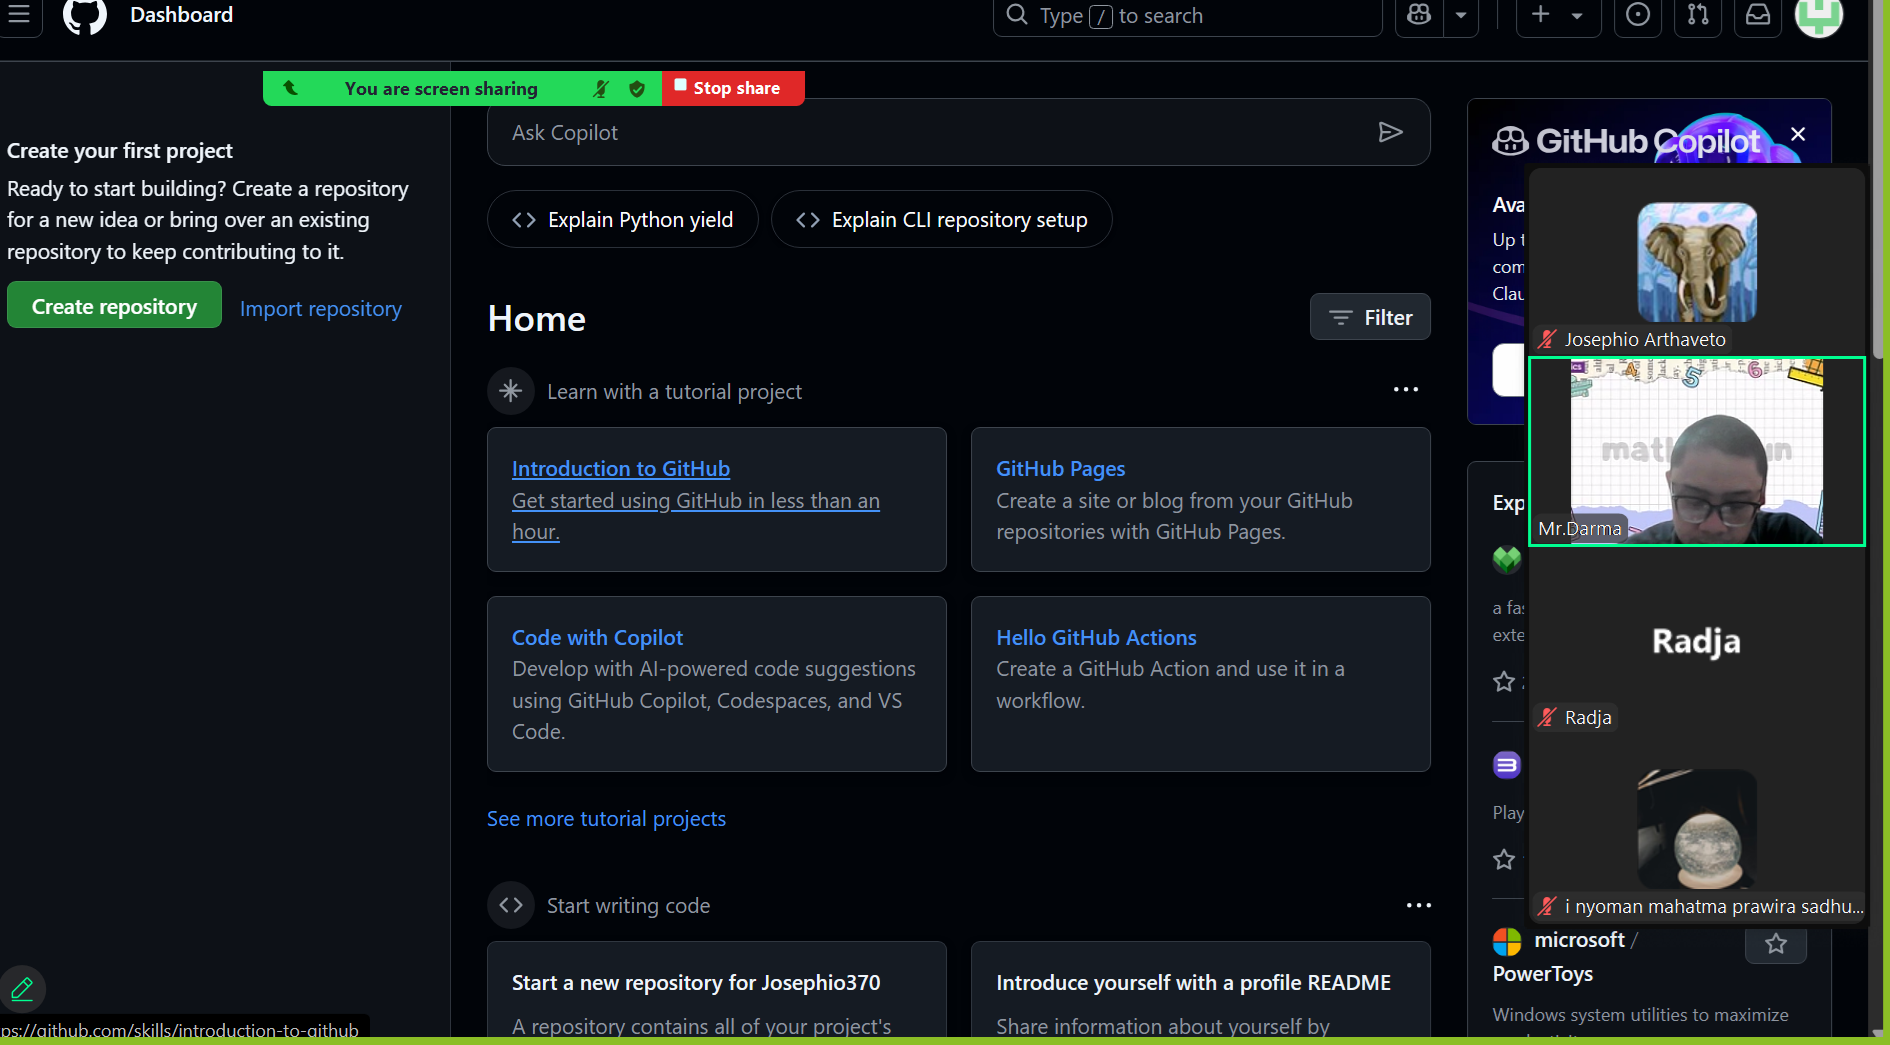 Dashboard
Type / to search
You are screen sharing
Stop share
Create your first project
Ready to start building? Create a repository
for a new idea or bring over an existing
repository to keep contributing to it.
Create repository
Import repository
Ask Copilot
Explain Python yield
Explain CLI repository setup
Home
Filter
Learn with a tutorial project
Introduction to GitHub
Get started using GitHub in less than an
hour.
GitHub Pages
Create a site or blog from your GitHub
repositories with GitHub Pages.
Code with Copilot
Develop with AI-powered code suggestions
using GitHub Copilot, Codespaces, and VS
Code.
Hello GitHub Actions
Create a GitHub Action and use it in a
workflow.
See more tutorial projects
Start writing code
Start a new repository for Josephio370
A repository contains all of your project's
Introduce yourself with a profile README
Share information about yourself by
GitHub Copilot
Ava
Up t
com
Clau
Josephio Arthaveto
Mr.Darma
Exp
a fas
exte
Radja
Radja
Play
i nyoman mahatma prawira sadhu...
microsoft /
PowerToys
Windows system utilities to maximize
ps://github.com/skills/introduction-to-github